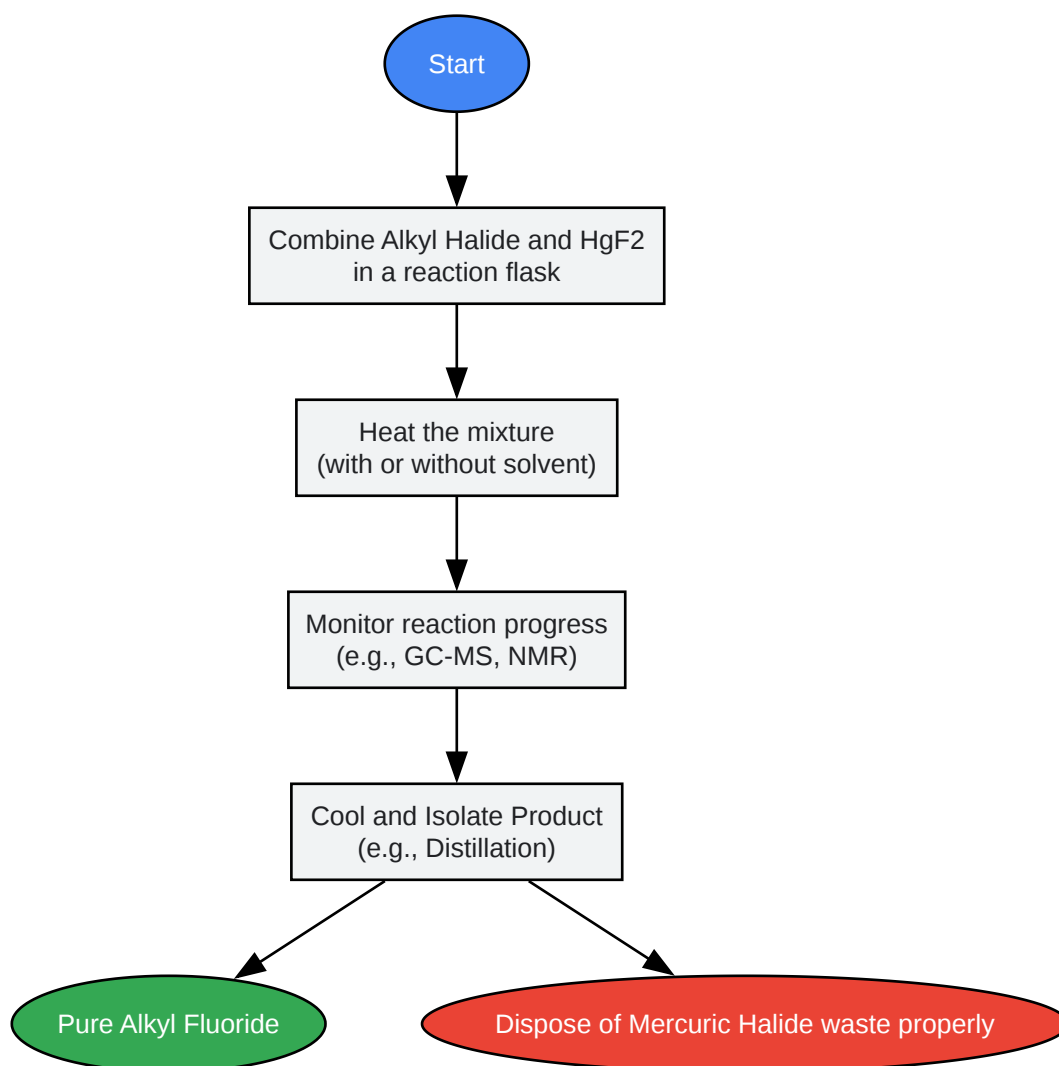 Start
Combine Alkyl Halide and HgF2
in a reaction flask
Heat the mixture
(with or without solvent)
Monitor reaction progress
(e.g., GC-MS, NMR)
Cool and Isolate Product
(e.g., Distillation)
Pure Alkyl Fluoride
Dispose of Mercuric Halide waste properly